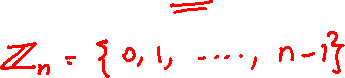 ℤₙ = { 0, 1, ...., n-1}